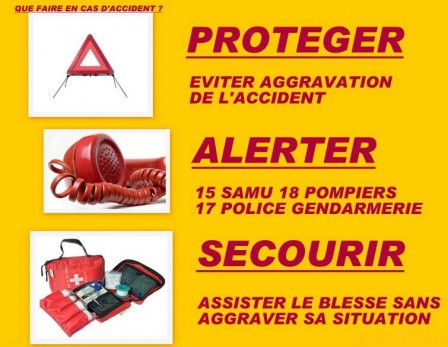 QUE FAIRE EN CAS D'ACCIDENT ?
PROTEGER
EVITER AGGRAVATION
DE L'ACCIDENT
ALERTER
15 SAMU 18 POMPIERS
17 POLICE GENDARMERIE
SECOURIR
ASSISTER LE BLESSE SANS
AGGRAVER SA SITUATION